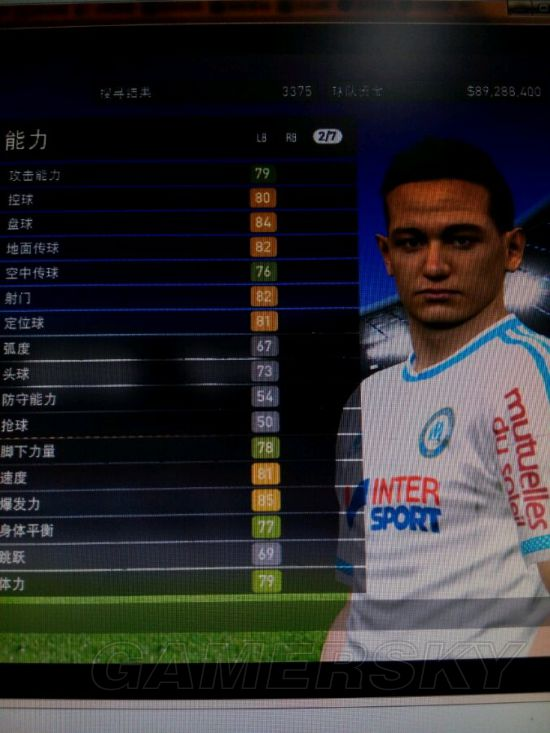 搜寻结果 3375 球队资金 $89,288,400
能力 LB RB 2/7
攻击能力 79
控球 80
盘球 84
地面传球 82
空中传球 76
射门 82
定位球 81
弧度 67
头球 73
防守能力 54
抢球 50
脚下力量 78
速度 81
爆发力 85
身体平衡 77
跳跃 69
体力 79
mutuelles
du soleil
INTER
SPORT
GAMERSKY